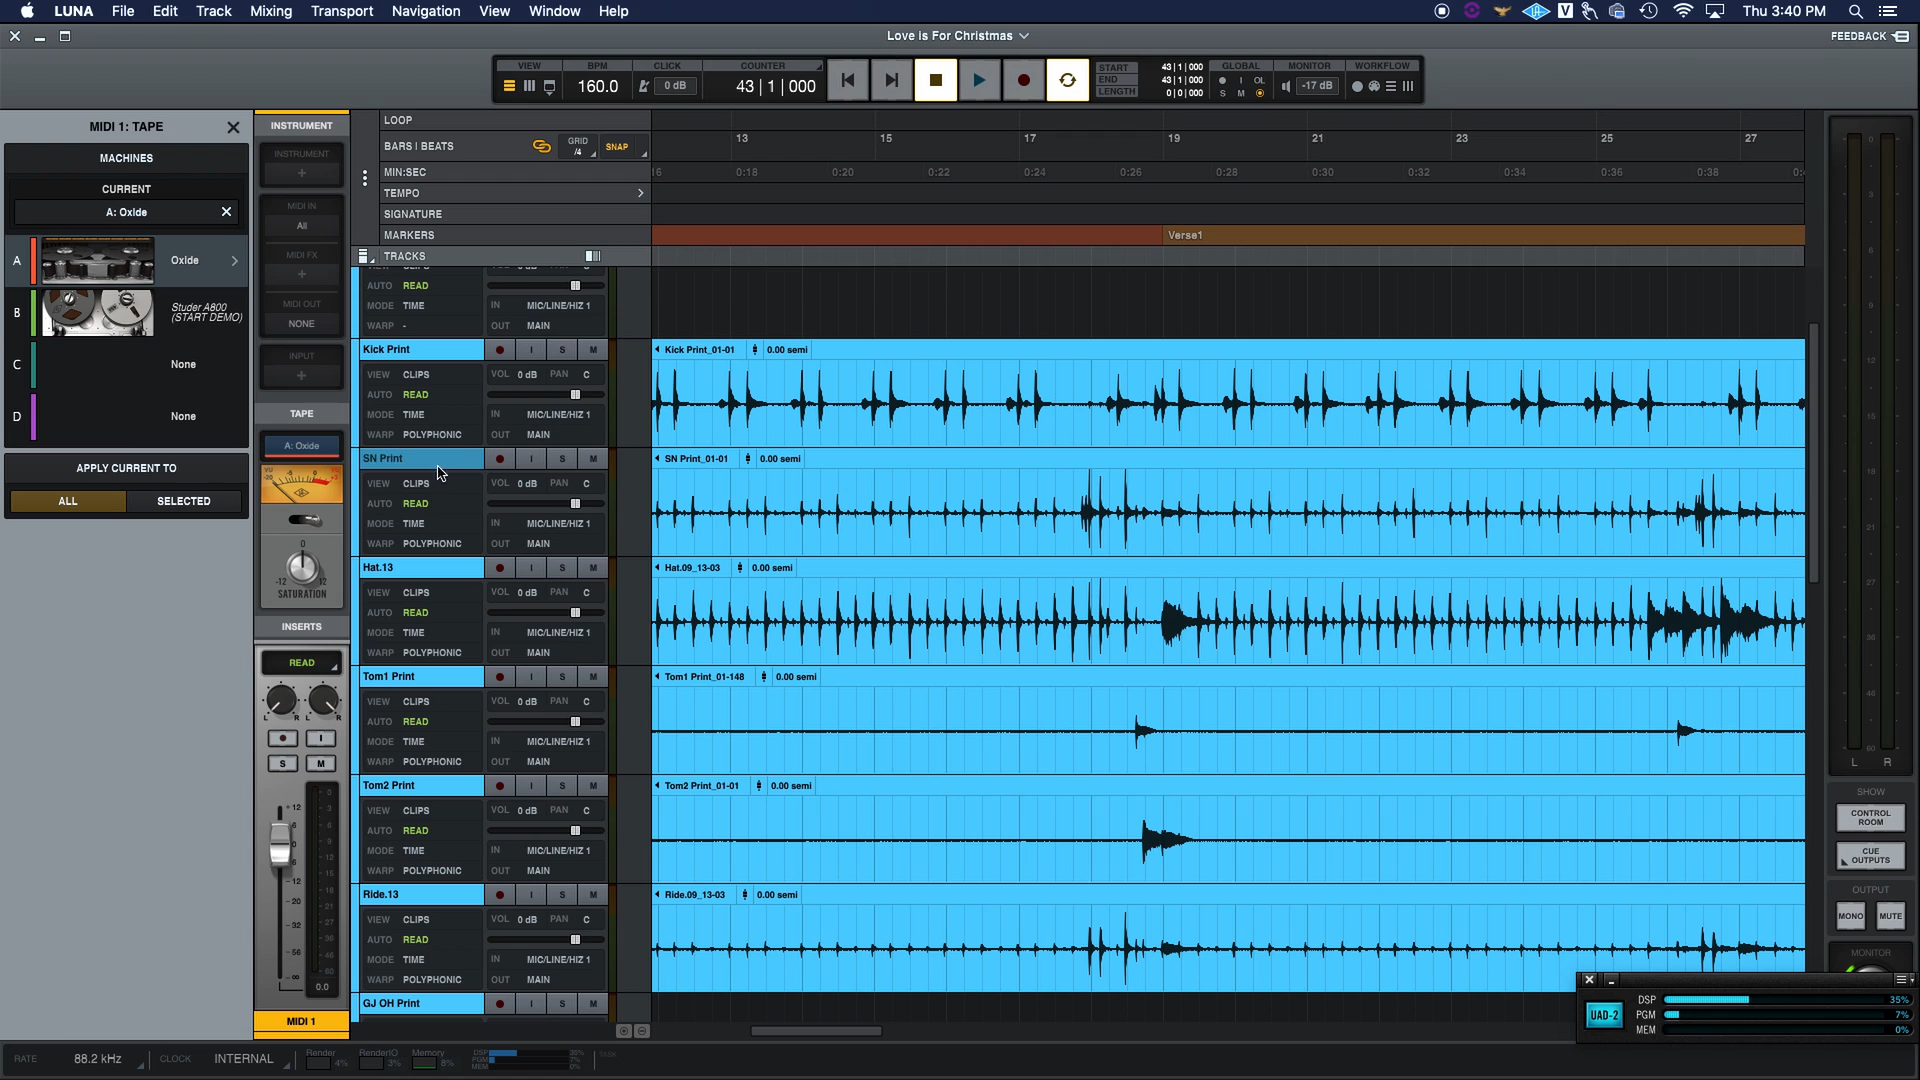 LUNA File Edit Track Mixing Transport Navigation View Window Help Thu 3:40 PM
Love is For Christmas
FEEDBACK
VIEW BPM CLICK COUNTER
160.0 0 dB 43 | 1 | 000
START 43 | 1 | 000
END 43 | 1 | 000
LENGTH 0 | 0 | 000
GLOBAL MONITOR WORKFLOW
I OL
S M
-17 dB
MIDI 1: TAPE
MACHINES
CURRENT
A: Oxide
A Oxide
B Studer A800
(START DEMO)
C None
D None
APPLY CURRENT TO
ALL SELECTED
INSTRUMENT
INSTRUMENT
+
MIDI IN
All
MIDI FX
+
MIDI OUT
NONE
INPUT
+
TAPE
A: Oxide
VU
0
-12 12
SATURATION
INSERTS
READ
L R L R
I
S M
0.0
MIDI 1
LOOP
BARS | BEATS GRID /4 SNAP
13 15 17 19 21 23 25 27
MIN:SEC
16 0:18 0:20 0:22 0:24 0:26 0:28 0:30 0:32 0:34 0:36 0:38 0:4
TEMPO
SIGNATURE
MARKERS Verse1
TRACKS
VIEW CLIPS VOL 0 dB PAN C
AUTO READ
MODE TIME IN MIC/LINE/HIZ 1
WARP - OUT MAIN
Kick Print I S M Kick Print_01-01 0.00 semi
VIEW CLIPS VOL 0 dB PAN C
AUTO READ
MODE TIME IN MIC/LINE/HIZ 1
WARP POLYPHONIC OUT MAIN
SN Print I S M SN Print_01-01 0.00 semi
VIEW CLIPS VOL 0 dB PAN C
AUTO READ
MODE TIME IN MIC/LINE/HIZ 1
WARP POLYPHONIC OUT MAIN
Hat.13 I S M Hat.09_13-03 0.00 semi
VIEW CLIPS VOL 0 dB PAN C
AUTO READ
MODE TIME IN MIC/LINE/HIZ 1
WARP POLYPHONIC OUT MAIN
Tom1 Print I S M Tom1 Print_01-148 0.00 semi
VIEW CLIPS VOL 0 dB PAN C
AUTO READ
MODE TIME IN MIC/LINE/HIZ 1
WARP POLYPHONIC OUT MAIN
Tom2 Print I S M Tom2 Print_01-01 0.00 semi
VIEW CLIPS VOL 0 dB PAN C
AUTO READ
MODE TIME IN MIC/LINE/HIZ 1
WARP POLYPHONIC OUT MAIN
Ride.13 I S M Ride.09_13-03 0.00 semi
VIEW CLIPS VOL 0 dB PAN C
AUTO READ
MODE TIME IN MIC/LINE/HIZ 1
WARP POLYPHONIC OUT MAIN
GJ OH Print I S M
L R
SHOW
CONTROL
ROOM
CUE
OUTPUTS
OUTPUT
MONO MUTE
MONITOR
UAD-2
DSP 35%
PGM 7%
MEM 0%
RATE 88.2 kHz CLOCK INTERNAL Render 4% RenderIO 3% Memory 8%
DSP 35%
PGM 7%
MEM 0%
TASK